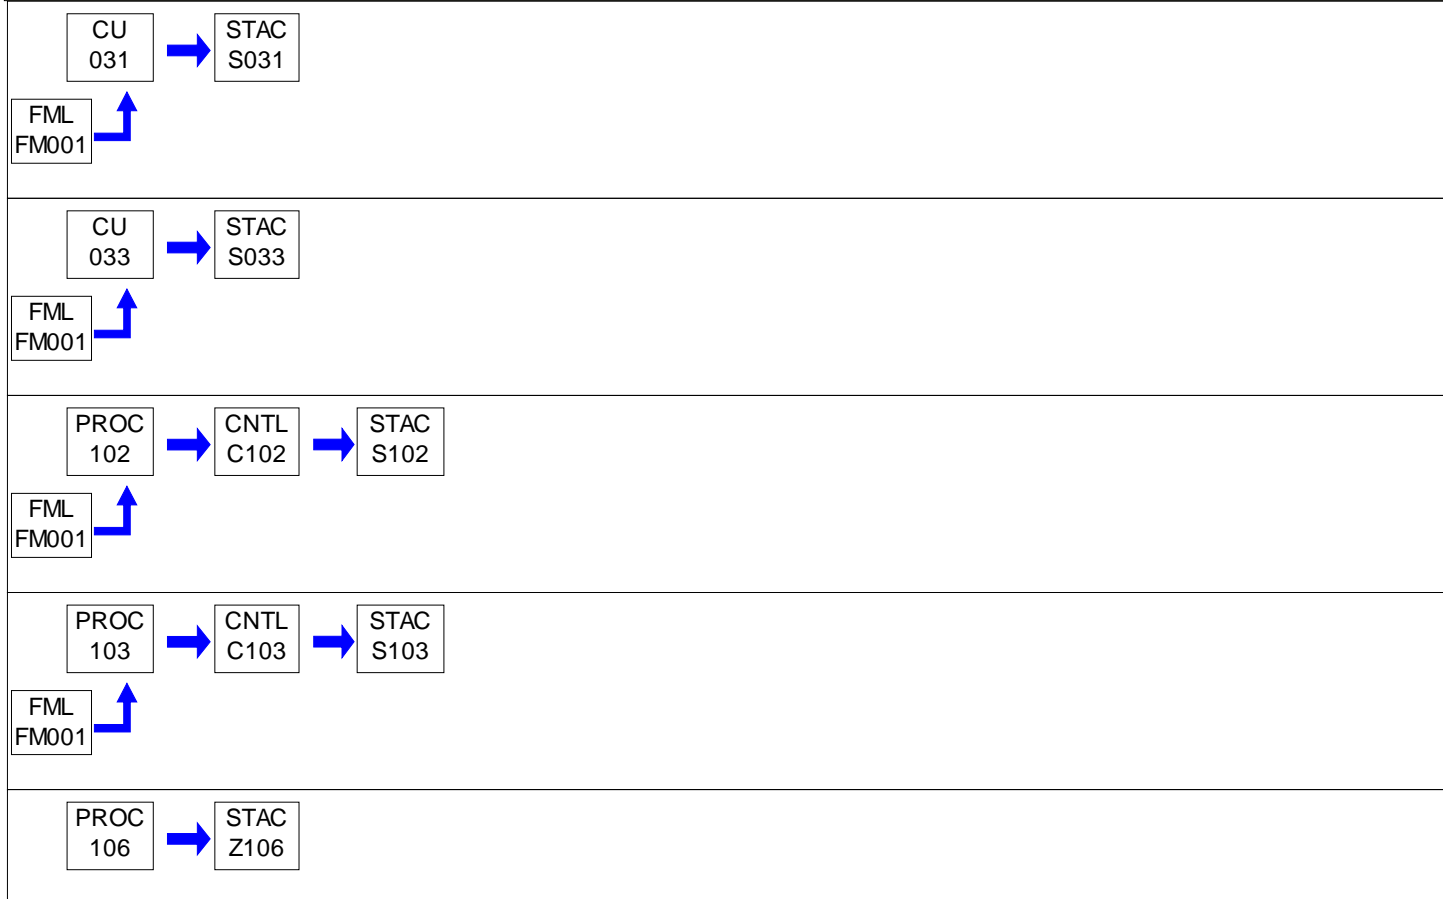 CU
031
STAC
S031
FML
FM001
CU
033
STAC
S033
FML
FM001
PROC
102
CNTL
C102
STAC
S102
FML
FM001
PROC
103
CNTL
C103
STAC
S103
FML
FM001
PROC
106
STAC
Z106